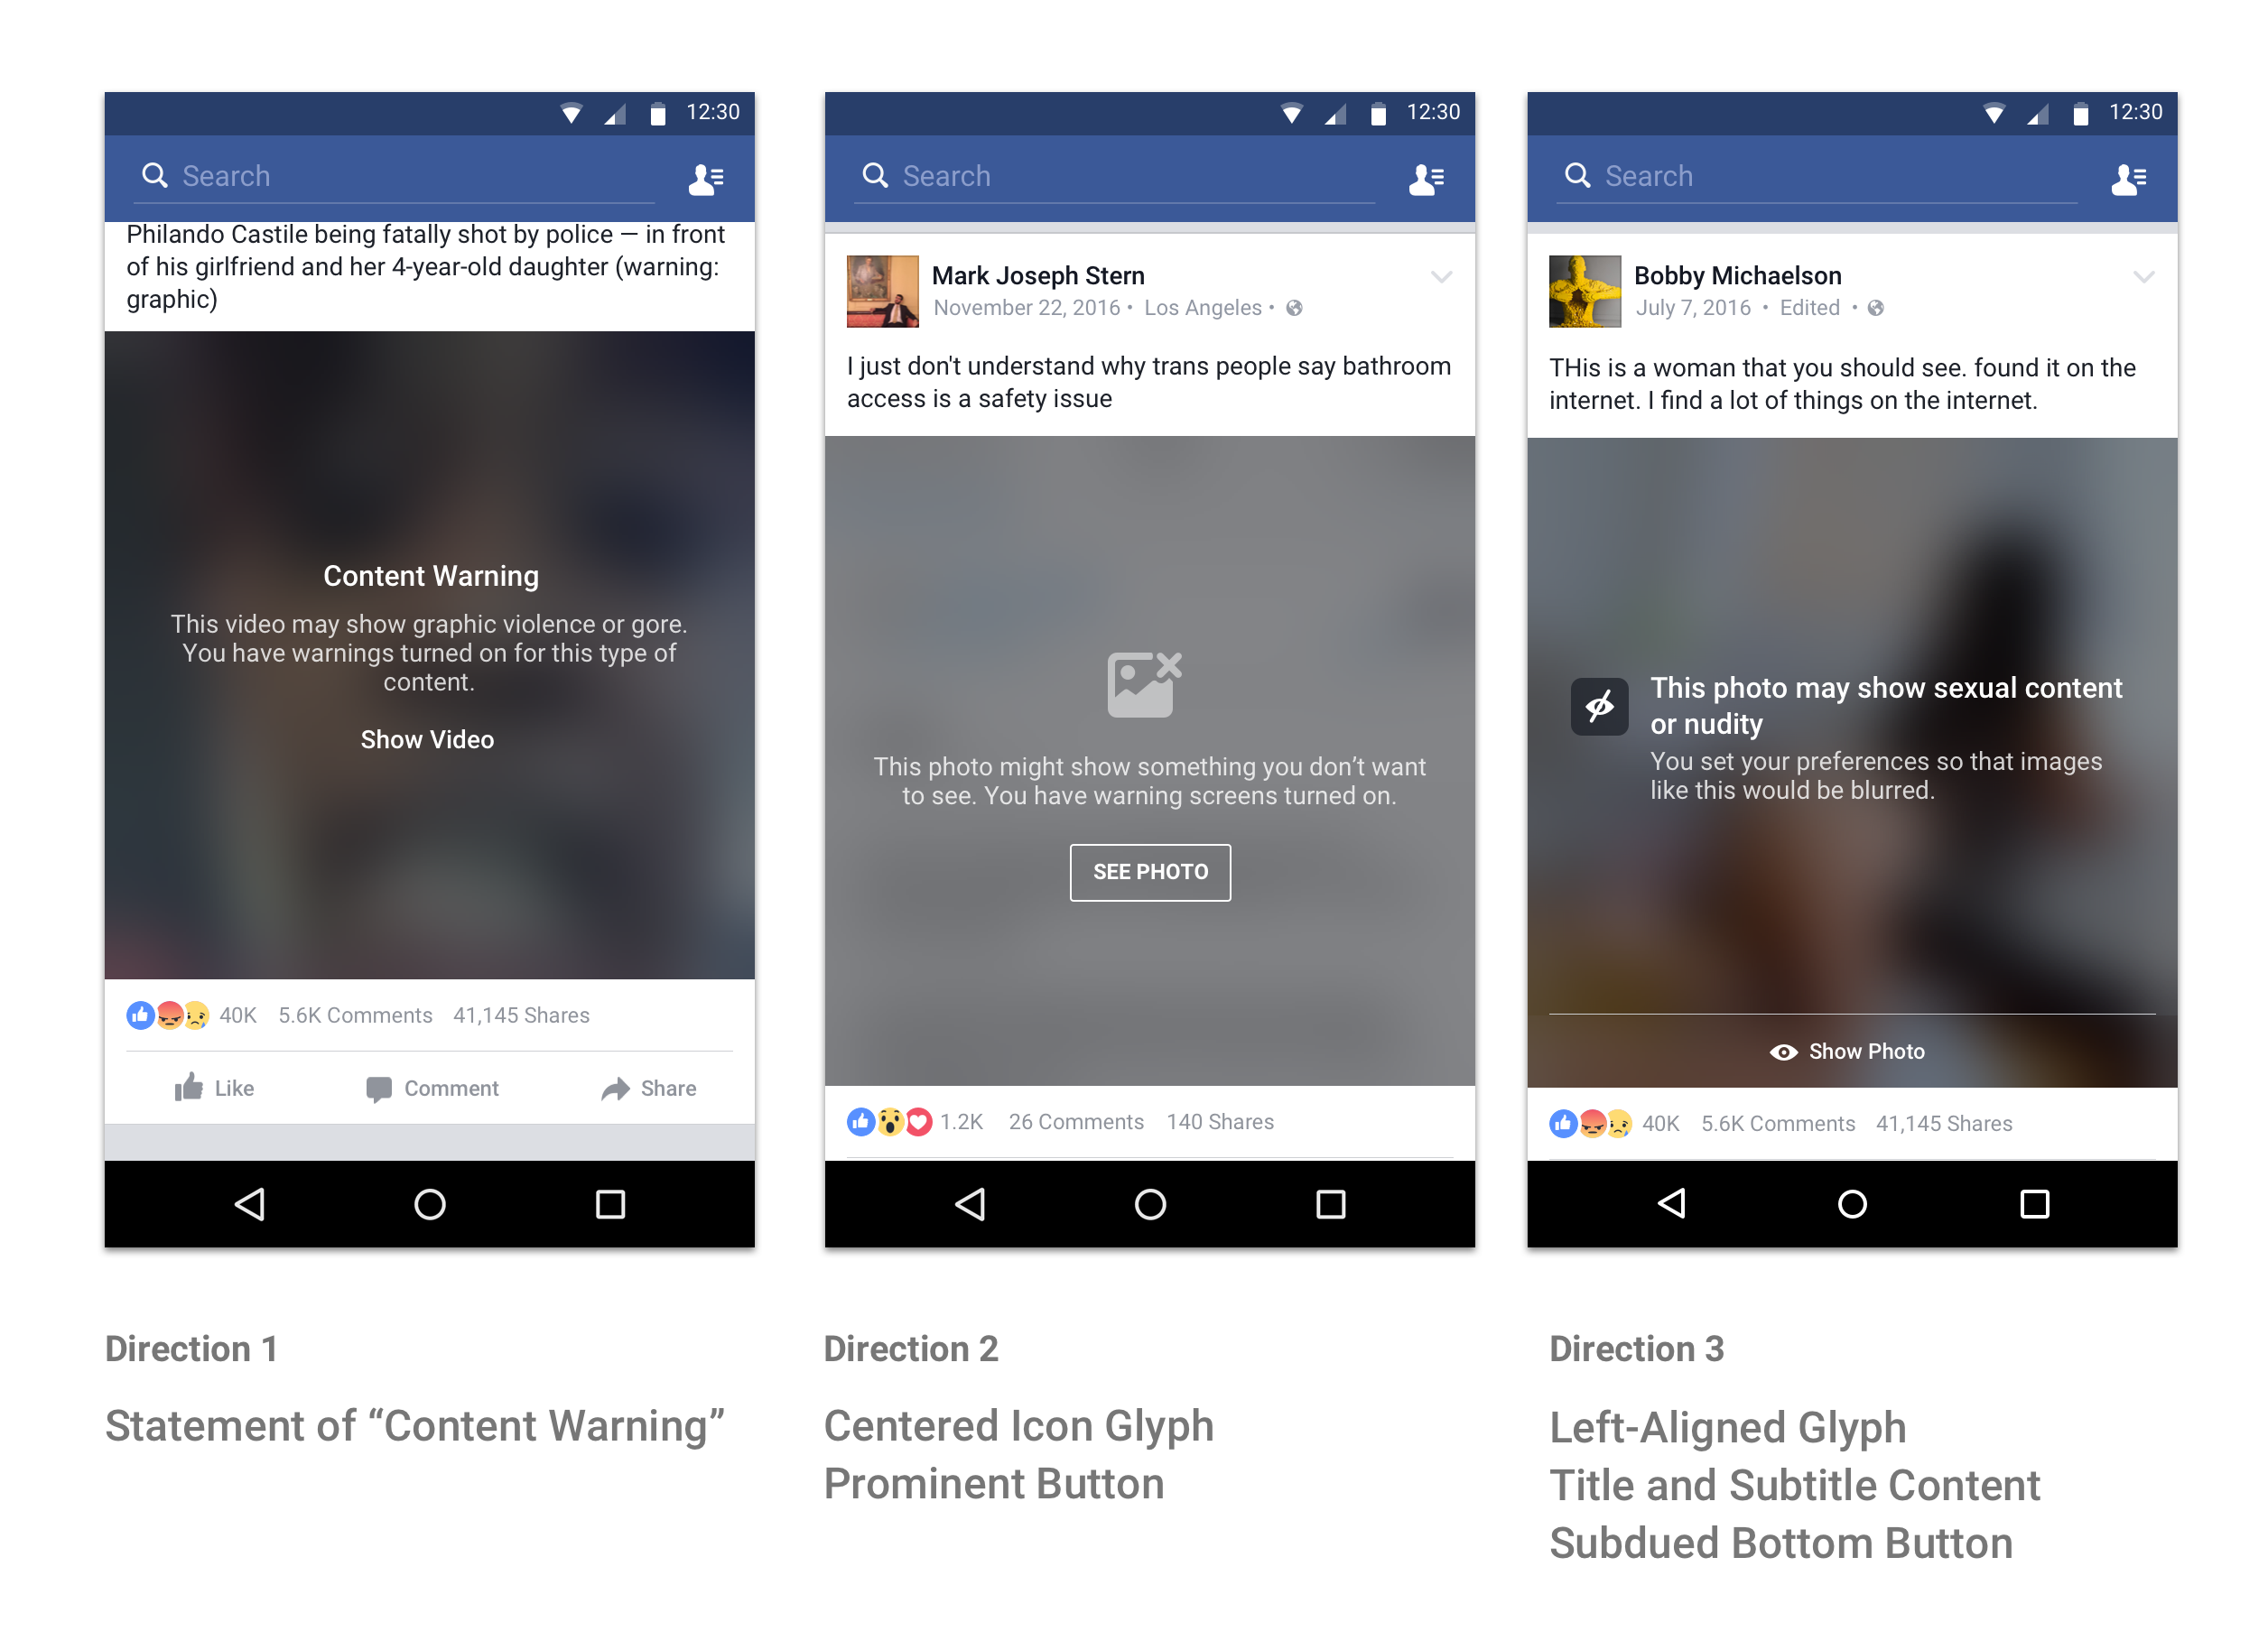 12:30
Search
Philando Castile being fatally shot by police — in front
of his girlfriend and her 4-year-old daughter (warning:
graphic)
Content Warning
This video may show graphic violence or gore.
You have warnings turned on for this type of
content.
Show Video
40K 5.6K Comments 41,145 Shares
Like Comment Share
Direction 1
Statement of “Content Warning”
12:30
Search
Mark Joseph Stern
November 22, 2016 • Los Angeles •
I just don't understand why trans people say bathroom
access is a safety issue
This photo might show something you don’t want
to see. You have warning screens turned on.
SEE PHOTO
1.2K 26 Comments 140 Shares
Direction 2
Centered Icon Glyph
Prominent Button
12:30
Search
Bobby Michaelson
July 7, 2016 • Edited •
THis is a woman that you should see. found it on the
internet. I find a lot of things on the internet.
This photo may show sexual content
or nudity
You set your preferences so that images
like this would be blurred.
Show Photo
40K 5.6K Comments 41,145 Shares
Direction 3
Left-Aligned Glyph
Title and Subtitle Content
Subdued Bottom Button